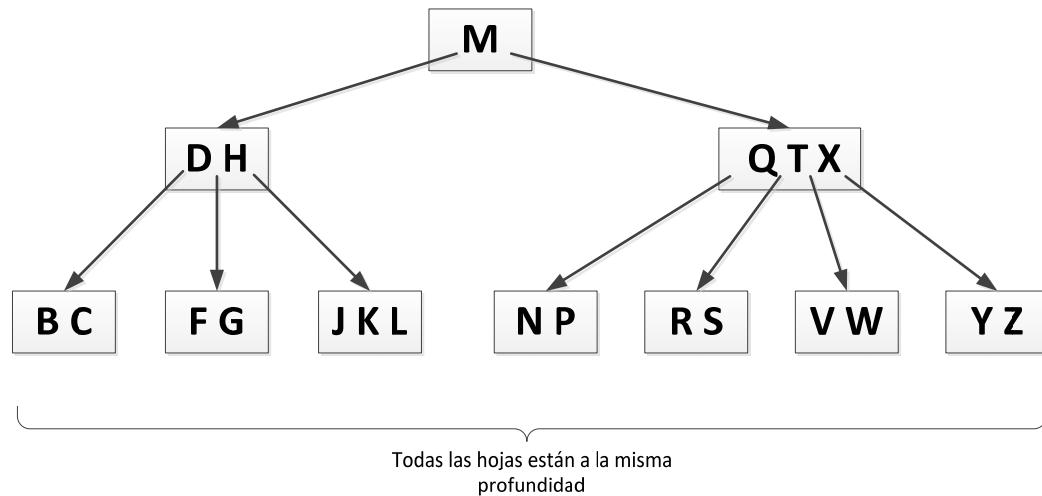 M
D H
Q T X
B C
F G
J K L
N P
R S
V W
Y Z
Todas las hojas están a la misma
profundidad